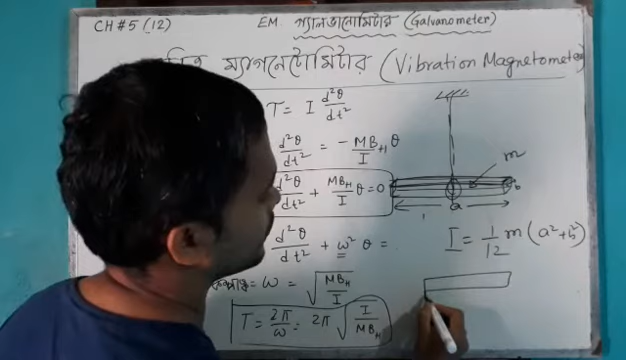 CH # 5 (12)
EM. গ্যালভানোমিটার (Galvanometer)
ম্যাগনেটোমিটার (Vibration Magnetometer)
T = I d²θ/dt²
d²θ/dt² = - MB_H/I θ
d²θ/dt² + MB_H/I θ = 0
d²θ/dt² + ω² θ =
ω = √(MB_H/I)
T = 2π/ω = 2π √(I/MB_H)
m
b
a
I = 1/12 m (a² + b²)